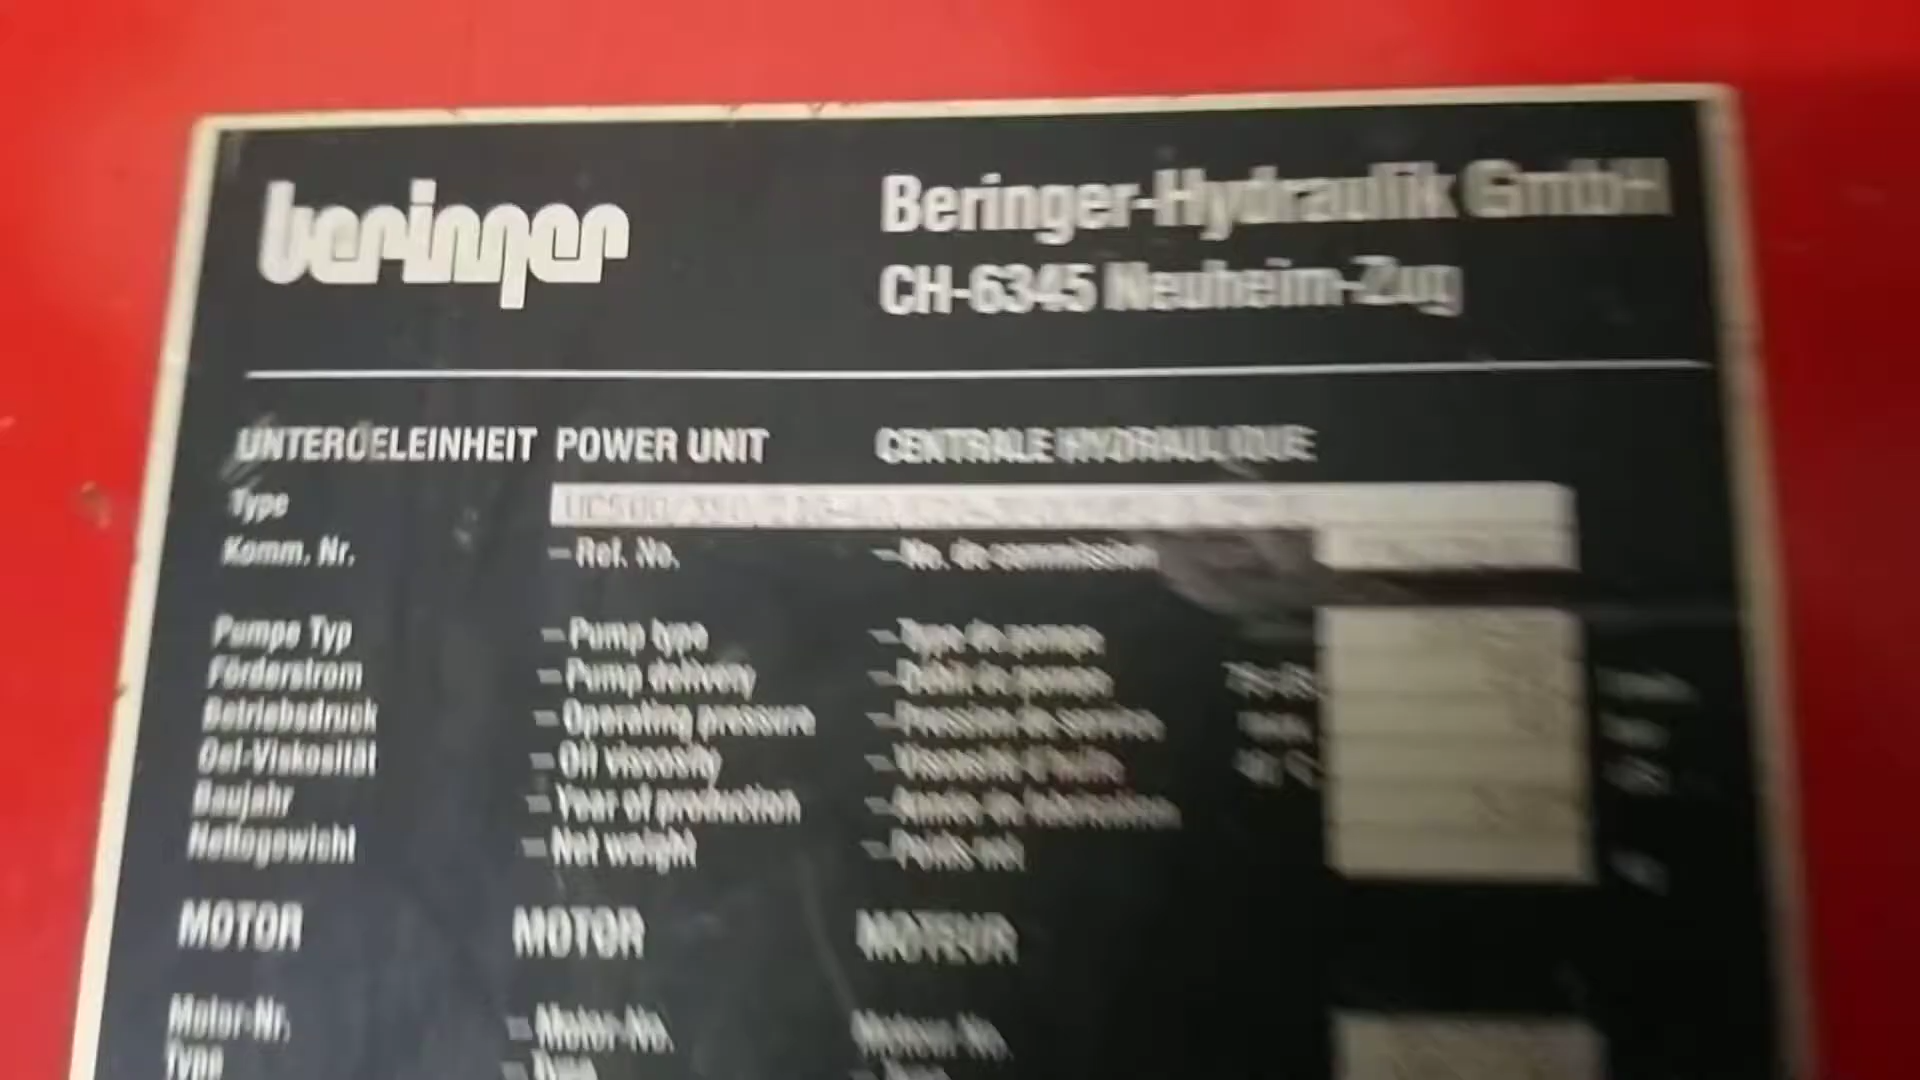 beringer
Beringer-Hydraulik GmbH
CH-6345 Neuheim-Zug
UNTEROELEINHEIT POWER UNIT CENTRALE HYDRAULIQUE
Type
Komm. Nr. – Ref. No. – No. de commission
Pumpe Typ – Pump type – Type de pompe
Förderstrom – Pump delivery – Débit de pompe
Betriebsdruck – Operating pressure – Pression de service
Oel-Viskosität – Oil viscosity – Viscosité d'huile
Baujahr – Year of production – Année de fabrication
Nettogewicht – Net weight – Poids net
MOTOR MOTOR MOTEUR
Motor-Nr. – Motor-No. Moteur-No.
Type – Type